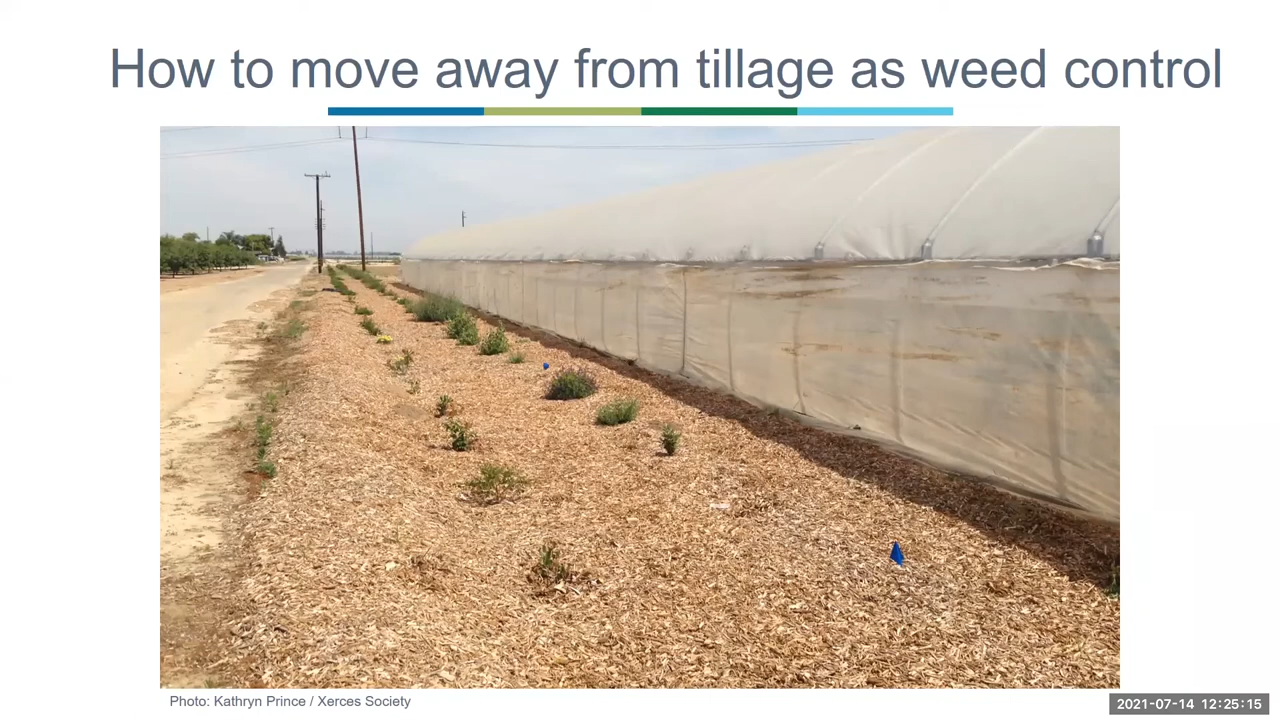 How to move away from tillage as weed control
Photo: Kathryn Prince / Xerces Society
2021-07-14 12:25:15